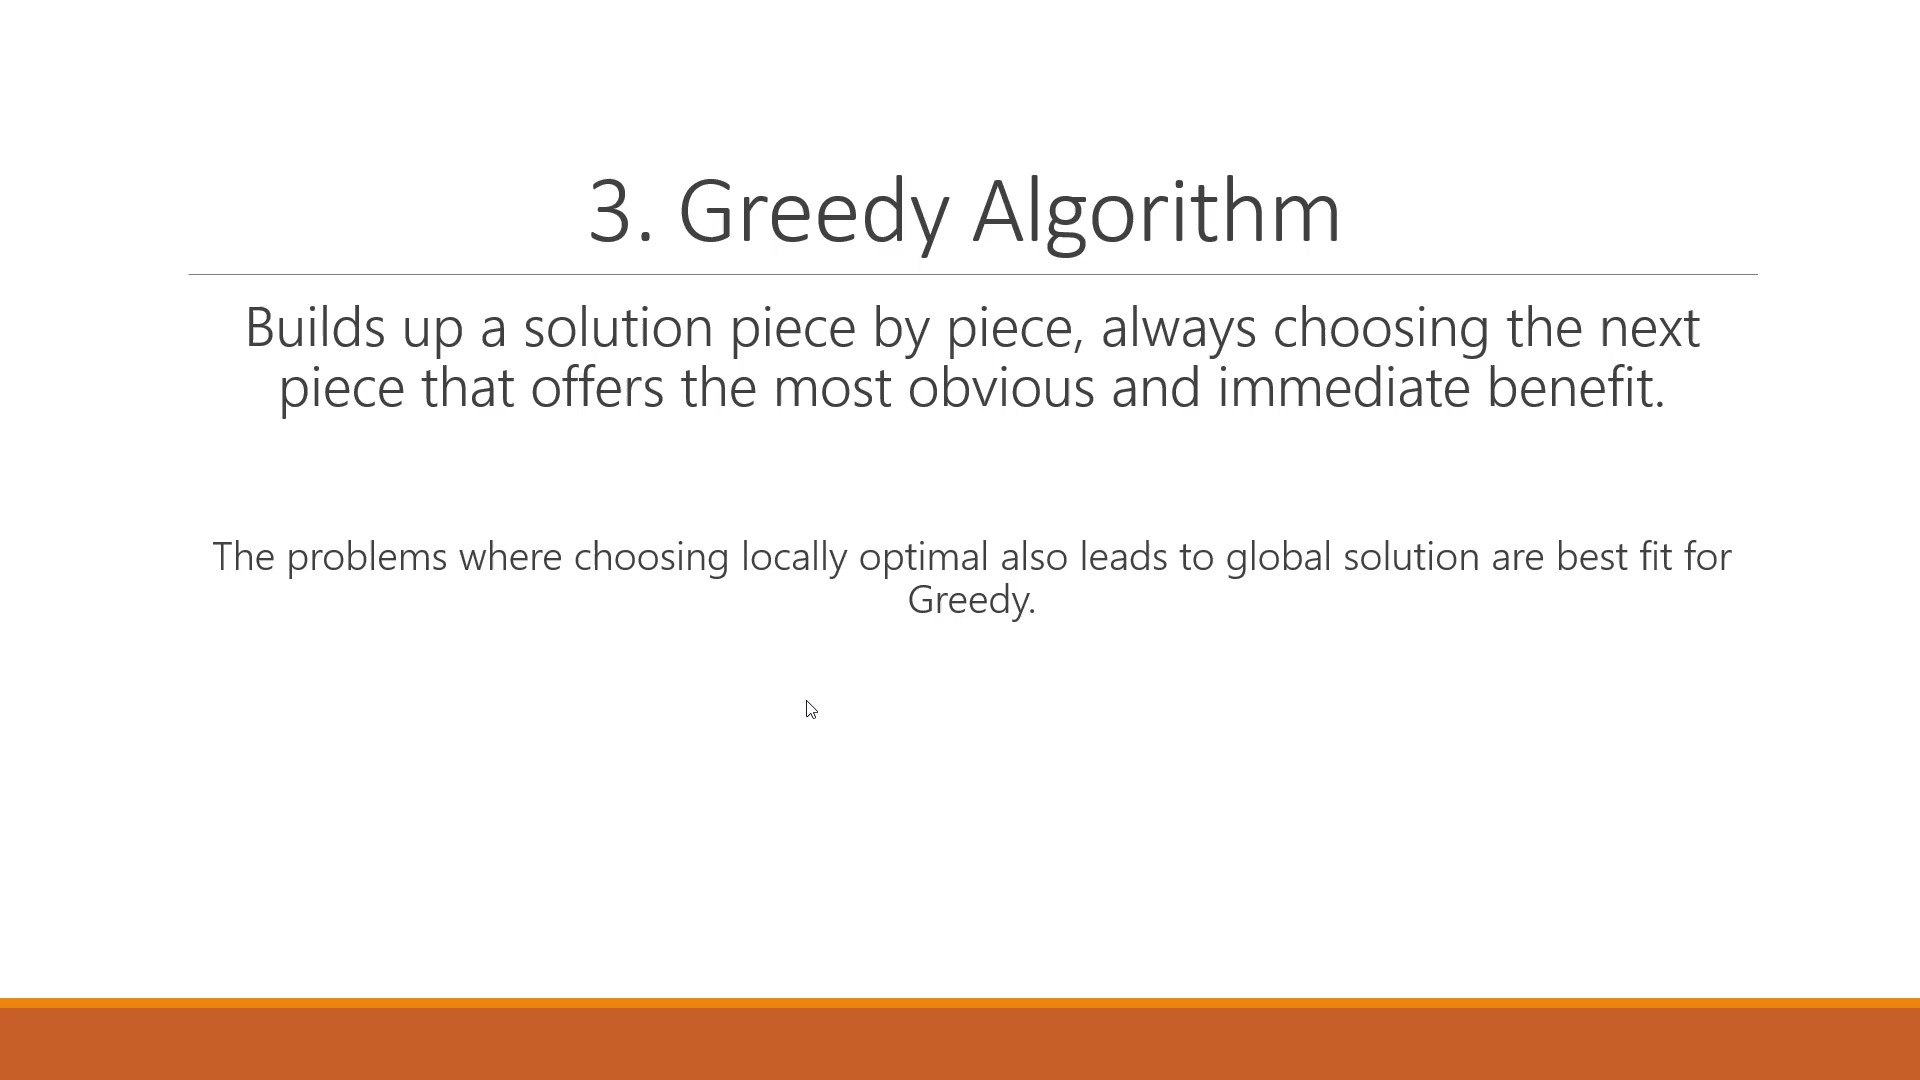 3. Greedy Algorithm
Builds up a solution piece by piece, always choosing the next
piece that offers the most obvious and immediate benefit.
The problems where choosing locally optimal also leads to global solution are best fit for
Greedy.